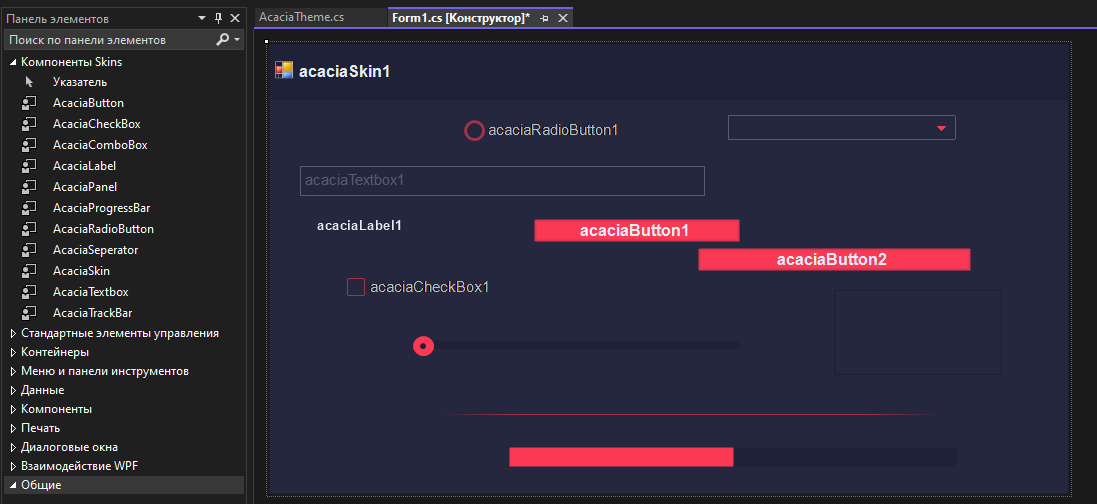 Панель элементов
Поиск по панели элементов
Компоненты Skins
Указатель
AcaciaButton
AcaciaCheckBox
AcaciaComboBox
AcaciaLabel
AcaciaPanel
AcaciaProgressBar
AcaciaRadioButton
AcaciaSeperator
AcaciaSkin
AcaciaTextbox
AcaciaTrackBar
Стандартные элементы управления
Контейнеры
Меню и панели инструментов
Данные
Компоненты
Печать
Диалоговые окна
Взаимодействие WPF
Общие
AcaciaTheme.cs
Form1.cs [Конструктор]*
acaciaSkin1
acaciaRadioButton1
acaciaTextbox1
acaciaLabel1
acaciaButton1
acaciaButton2
acaciaCheckBox1